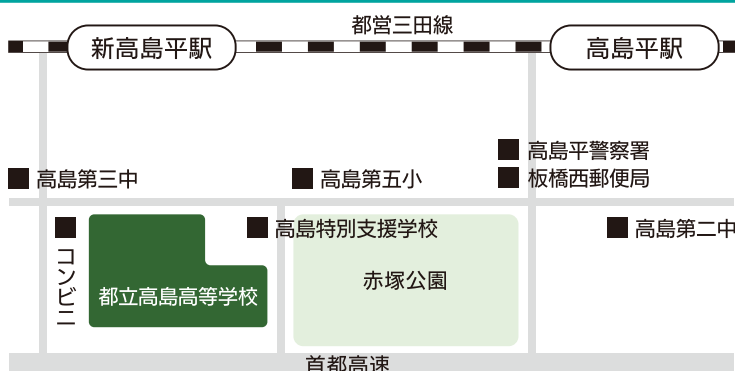 都営三田線
新高島平駅
高島平駅
高島平警察署
高島第三中
高島第五小
板橋西郵便局
高島特別支援学校
高島第二中
コンビニ
赤塚公園
都立高島高等学校
首都高速